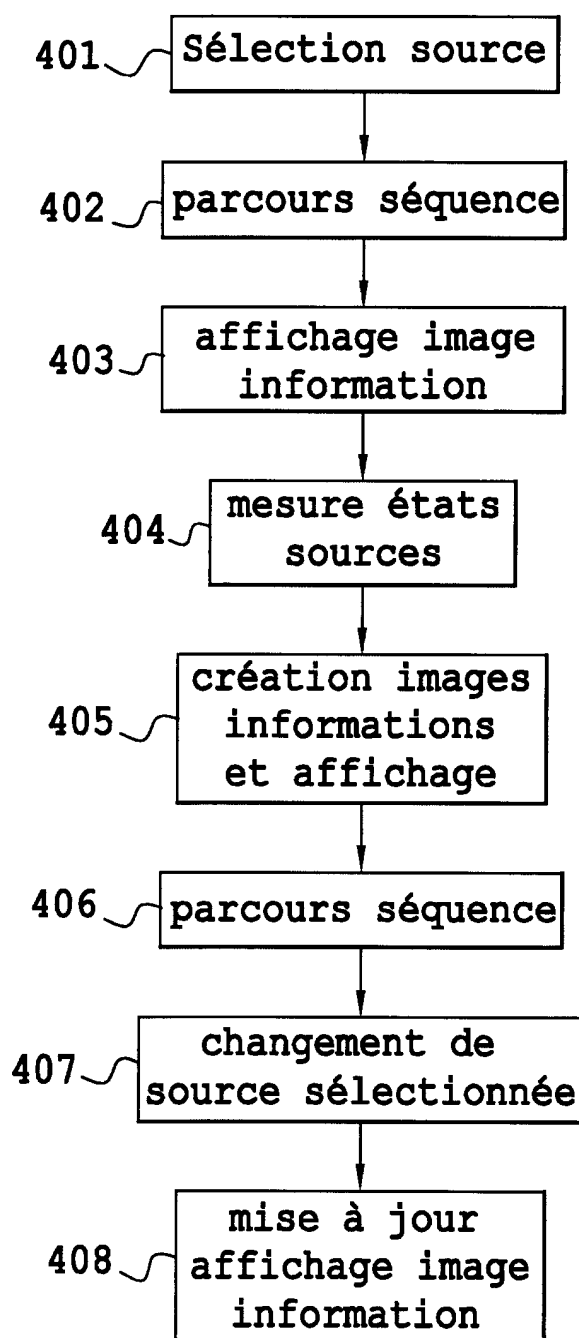 401 Sélection source
402 parcours séquence
403 affichage image
information
404 mesure états
sources
405 création images
informations
et affichage
406 parcours séquence
407 changement de
source sélectionnée
408 mise à jour
affichage image
information